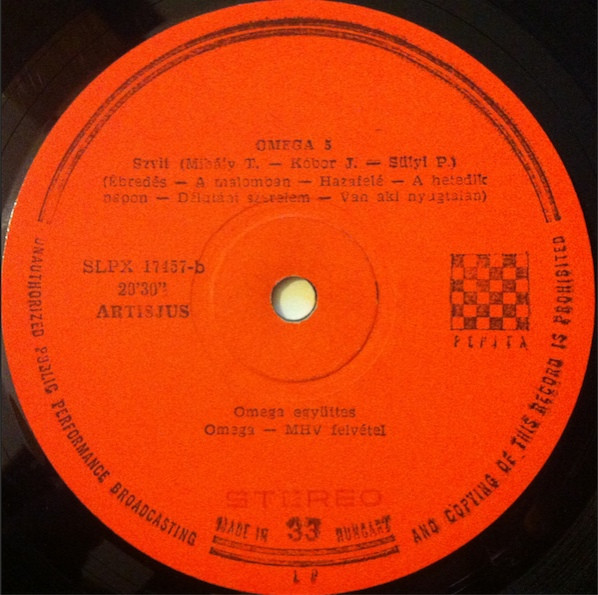 OMEGA 5
Szvit (Mihály T. — Kóbor J. — Sülyi P.)
(Ébredés — A malomban — Hazafelé — A hetedik
napon — Délutáni szerelem — Van aki nyugtalan)
SLPX 17457-b
20'30"
ARTISJUS
PEPITA
Omega együttes
Omega — MHV felvétel
STEREO
MADE IN 33 HUNGARY
LP
UNAUTHORIZED PUBLIC PERFORMANCE BROADCASTING AND COPYING OF THIS RECORD IS PROHIBITED